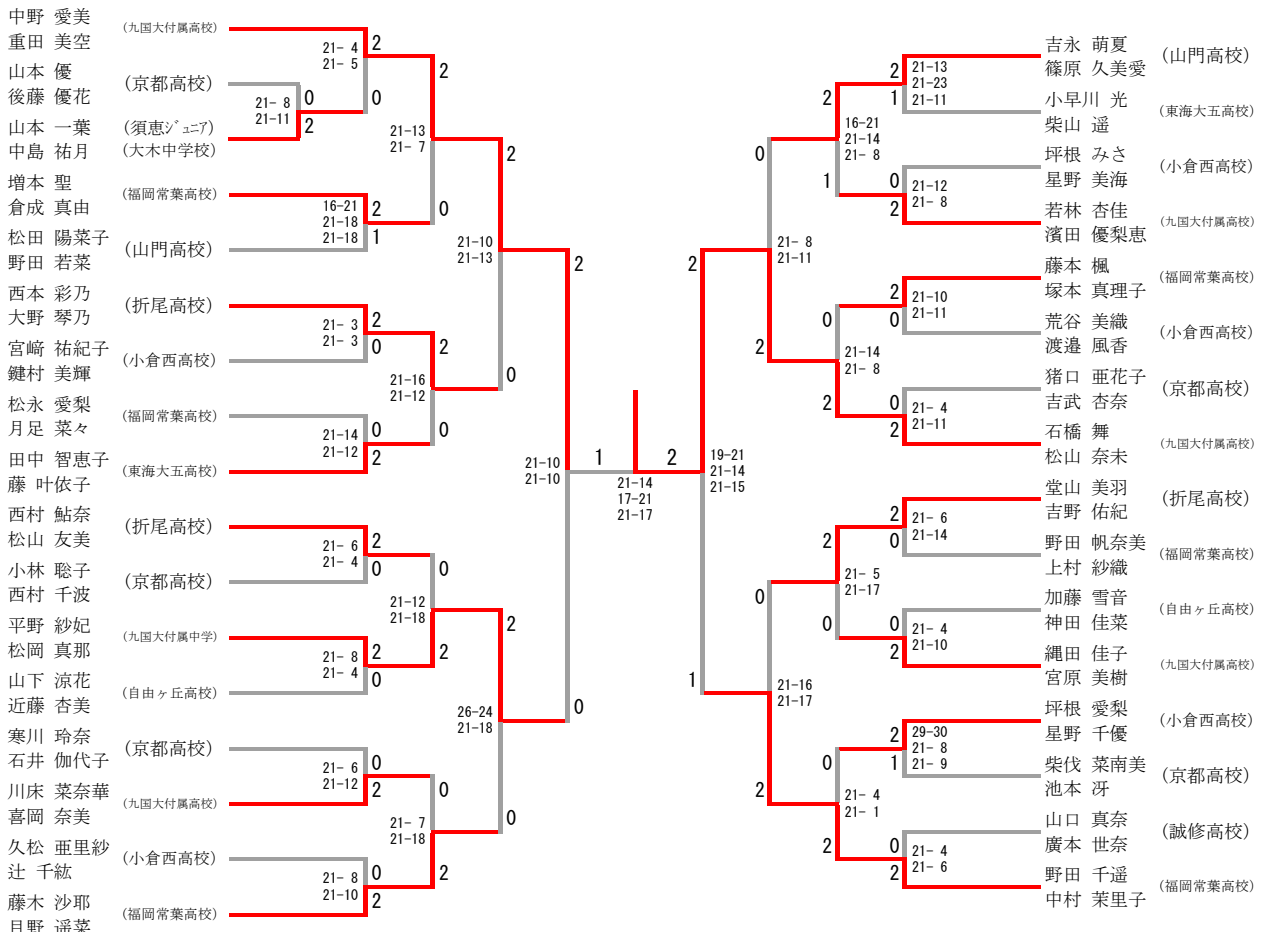 中野 愛美
重田 美空
(九国大付属高校)
山本 優
後藤 優花
(京都高校)
山本 一葉
中島 祐月
(須恵ジュニア)
(大木中学校)
増本 聖
倉成 真由
(福岡常葉高校)
松田 陽菜子
野田 若菜
(山門高校)
西本 彩乃
大野 琴乃
(折尾高校)
宮﨑 祐紀子
鍵村 美輝
(小倉西高校)
松永 愛梨
月足 菜々
(福岡常葉高校)
田中 智恵子
藤 叶依子
(東海大五高校)
西村 鮎奈
松山 友美
(折尾高校)
小林 聡子
西村 千波
(京都高校)
平野 紗妃
松岡 真那
(九国大付属中学)
山下 涼花
近藤 杏美
(自由ヶ丘高校)
寒川 玲奈
石井 伽代子
(京都高校)
川床 菜奈華
喜岡 奈美
(九国大付属高校)
久松 亜里紗
辻 千紘
(小倉西高校)
藤木 沙耶
月野 遥菜
(福岡常葉高校)
21- 8
21-11
0
2
21- 4
21- 5
2
0
16-21
21-18
21-18
2
1
21- 3
21- 3
2
0
21-14
21-12
0
2
21- 6
21- 4
2
0
21- 8
21- 4
2
0
21- 6
21-12
0
2
21- 8
21-10
0
2
21-13
21- 7
2
0
21-16
21-12
2
0
21-12
21-18
0
2
21- 7
21-18
0
2
21-10
21-13
2
0
26-24
21-18
2
0
21-10
21-10
2
0
1
2
21-14
17-21
21-17
19-21
21-14
21-15
2
1
21- 8
21-11
0
2
21-16
21-17
0
2
16-21
21-14
21- 8
2
1
21-14
21- 8
0
2
21- 5
21-17
2
0
21- 4
21- 1
0
2
21-13
21-23
21-11
2
1
21-12
21- 8
0
2
21-10
21-11
2
0
21- 4
21-11
0
2
21- 6
21-14
2
0
21- 4
21-10
0
2
29-30
21- 8
21- 9
2
1
21- 4
21- 6
0
2
吉永 萌夏
篠原 久美愛
(山門高校)
小早川 光
柴山 遥
(東海大五高校)
坪根 みさ
星野 美海
(小倉西高校)
若林 杏佳
濱田 優梨恵
(九国大付属高校)
藤本 楓
塚本 真理子
(福岡常葉高校)
荒谷 美織
渡邉 風香
(小倉西高校)
猪口 亜花子
吉武 杏奈
(京都高校)
石橋 舞
松山 奈未
(九国大付属高校)
堂山 美羽
吉野 佑紀
(折尾高校)
野田 帆奈美
上村 紗織
(福岡常葉高校)
加藤 雪音
神田 佳菜
(自由ヶ丘高校)
縄田 佳子
宮原 美樹
(九国大付属高校)
坪根 愛梨
星野 千優
(小倉西高校)
柴伐 菜南美
池本 冴
(京都高校)
山口 真奈
廣本 世奈
(誠修高校)
野田 千遥
中村 茉里子
(福岡常葉高校)